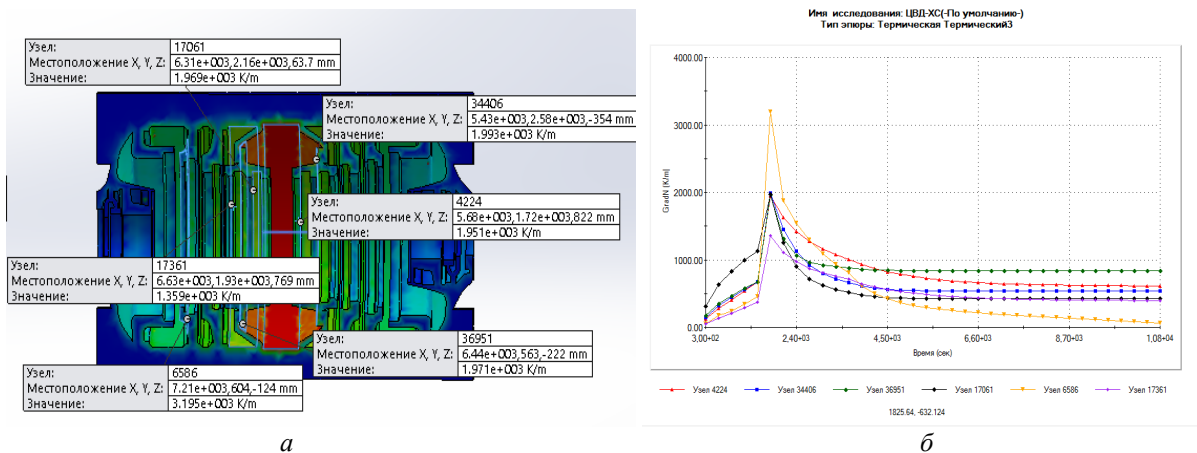 Узел: 17061
Местоположение X, Y, Z: 6.31e+003,2.16e+003,63.7 mm
Значение: 1.969e+003 K/m
Узел: 34406
Местоположение X, Y, Z: 5.43e+003,2.58e+003,-354 mm
Значение: 1.993e+003 K/m
Узел: 4224
Местоположение X, Y, Z: 5.68e+003,1.72e+003,822 mm
Значение: 1.951e+003 K/m
Узел: 17361
Местоположение X, Y, Z: 6.63e+003,1.93e+003,769 mm
Значение: 1.359e+003 K/m
Узел: 36951
Местоположение X, Y, Z: 6.44e+003,563,-222 mm
Значение: 1.971e+003 K/m
Узел: 6586
Местоположение X, Y, Z: 7.21e+003,604,-124 mm
Значение: 3.195e+003 K/m
а
Имя исследования: ЦВД-ХС(-По умолчанию-)
Тип эпюры: Термическая Термический3
GradN (K/m)
4000.00
3000.00
2000.00
1000.00
0.00
3.00+02 2.40+03 4.50+03 6.60+03 8.70+03 1.08+04
Время (сек)
Узел 4224 Узел 34406 Узел 36951 Узел 17061 Узел 6586 Узел 17361
1825.64, -632.124
б